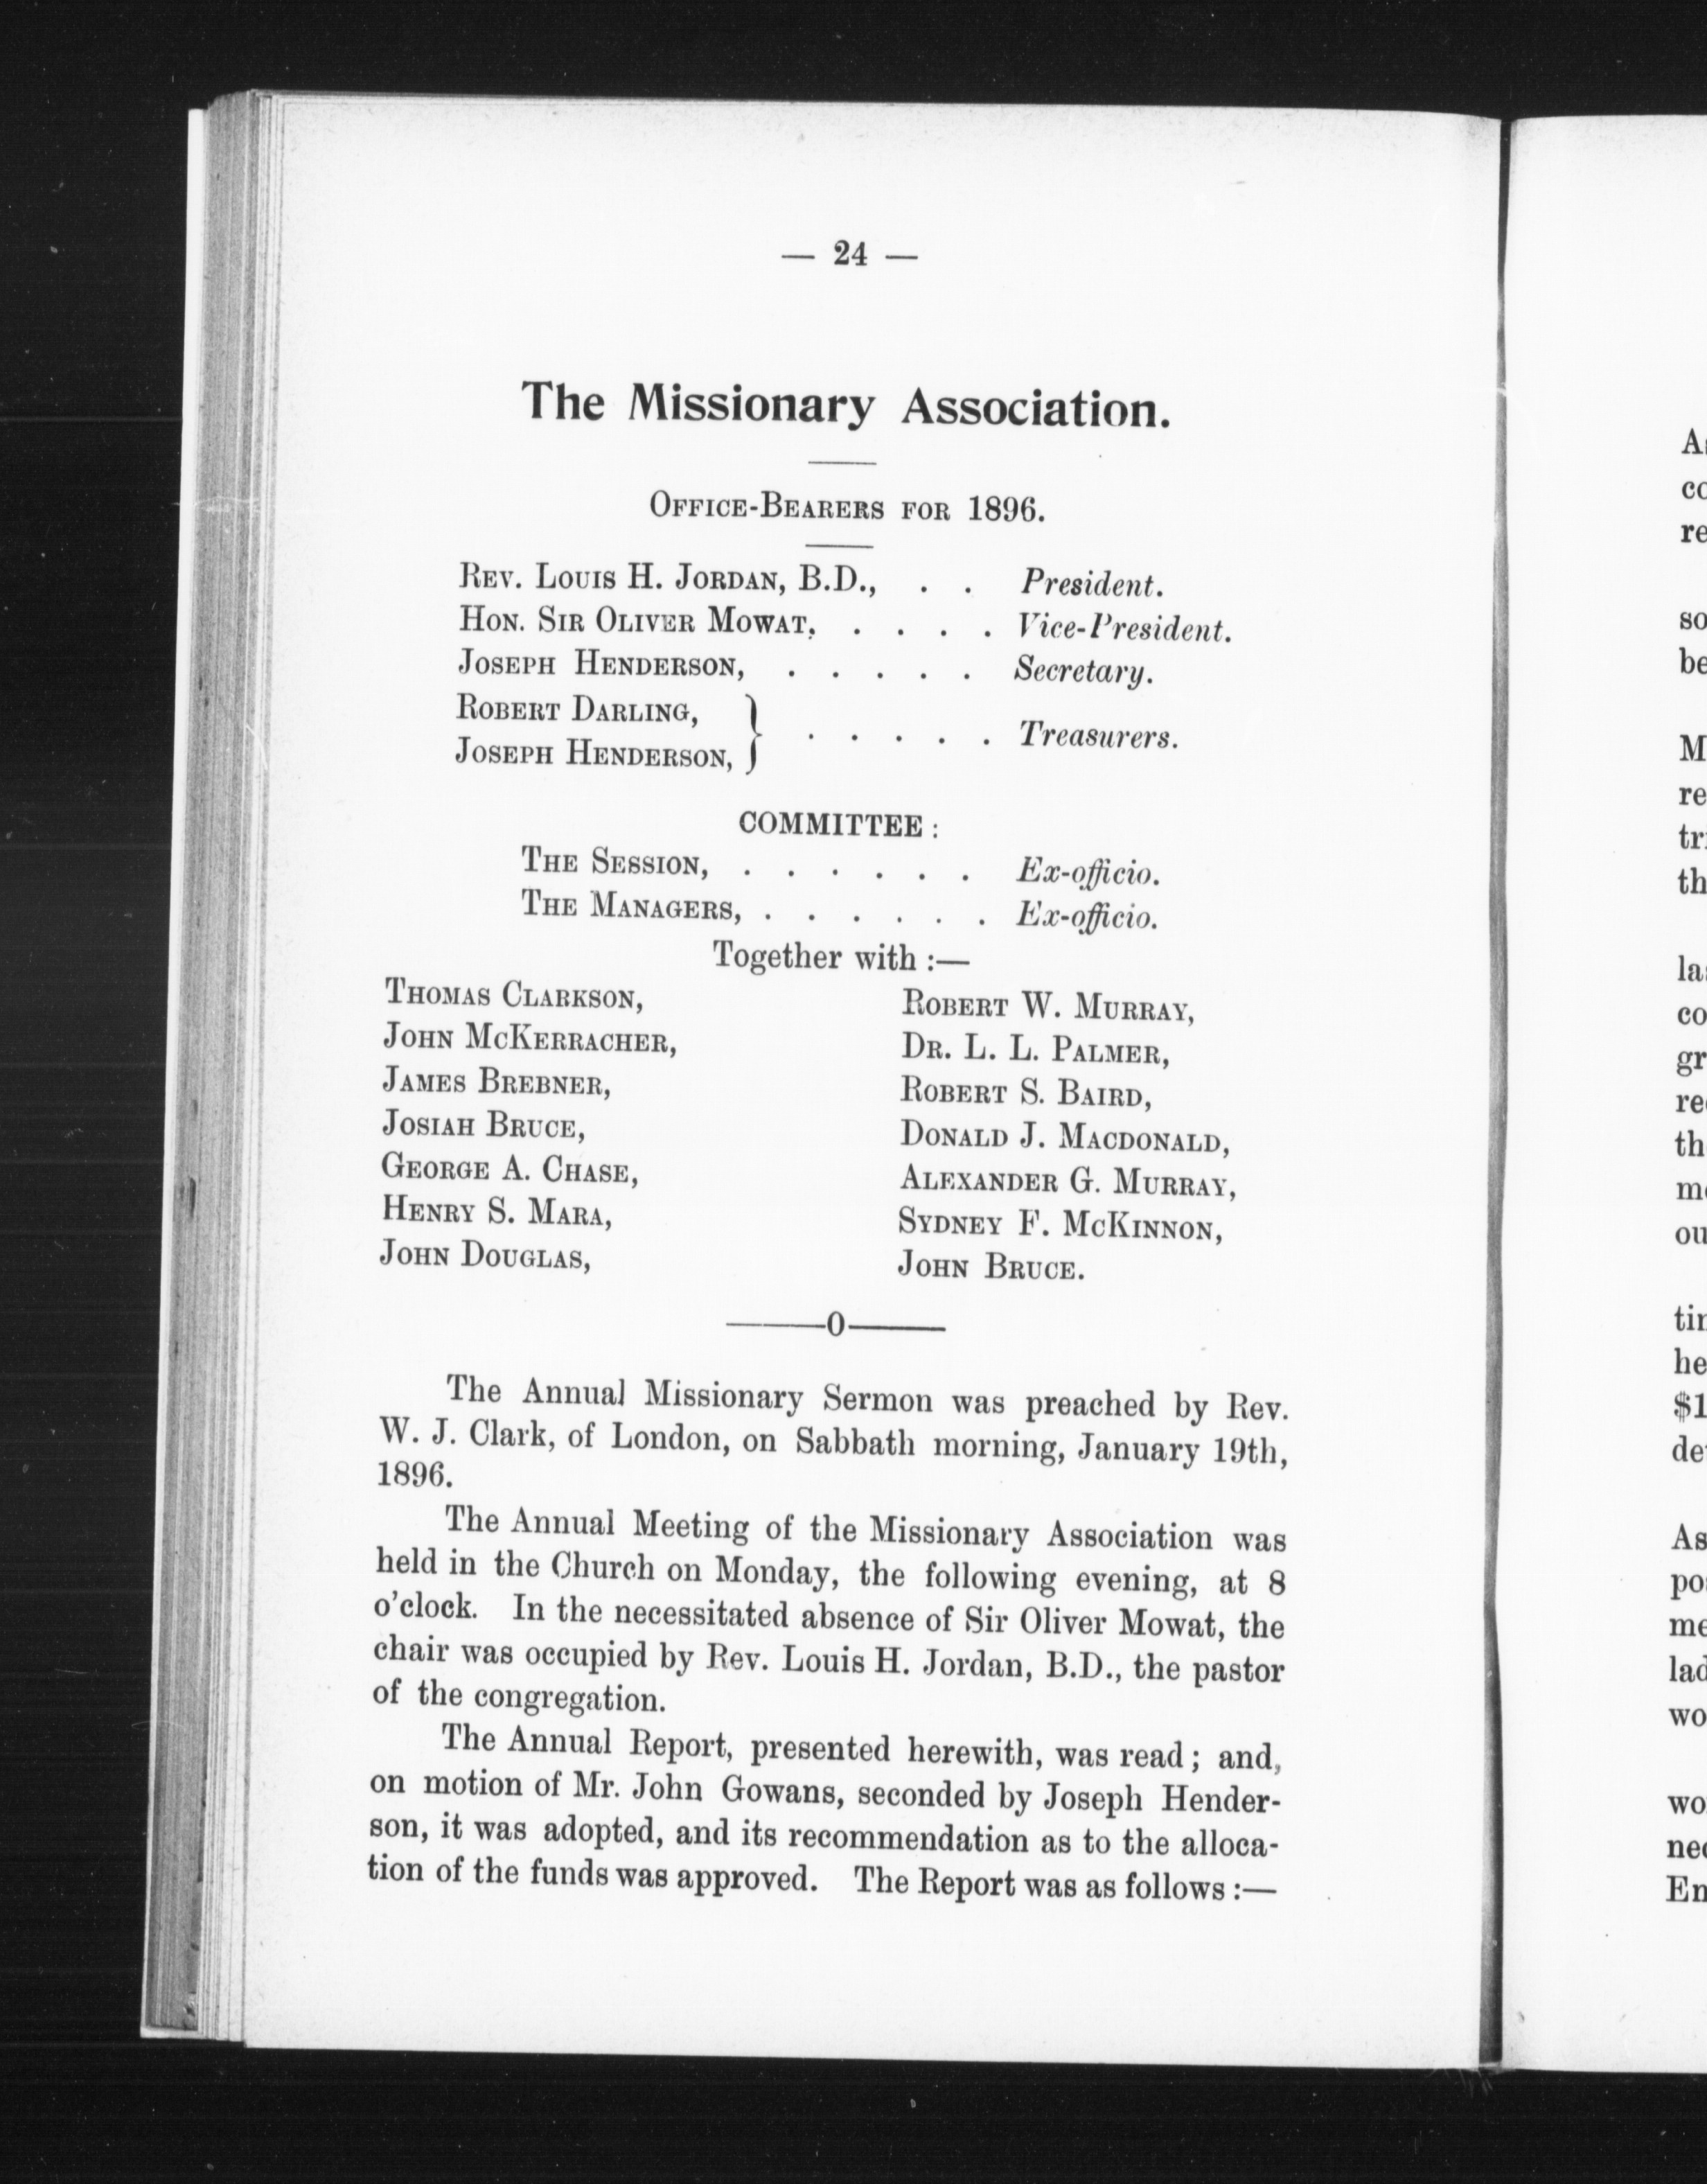 — 24 —
The Missionary Association.
OFFICE-BEARERS FOR 1896.
REV. LOUIS H. JORDAN, B.D., . . President.
HON. SIR OLIVER MOWAT, . . . . Vice-President.
JOSEPH HENDERSON, . . . . . Secretary.
ROBERT DARLING,
JOSEPH HENDERSON, } . . . . . Treasurers.
COMMITTEE :
THE SESSION, . . . . . . Ex-officio.
THE MANAGERS, . . . . . . Ex-officio.
Together with :—
THOMAS CLARKSON,
JOHN MCKERRACHER,
JAMES BREBNER,
JOSIAH BRUCE,
GEORGE A. CHASE,
HENRY S. MARA,
JOHN DOUGLAS,
ROBERT W. MURRAY,
DR. L. L. PALMER,
ROBERT S. BAIRD,
DONALD J. MACDONALD,
ALEXANDER G. MURRAY,
SYDNEY F. MCKINNON,
JOHN BRUCE.
——0——
The Annual Missionary Sermon was preached by Rev.
W. J. Clark, of London, on Sabbath morning, January 19th,
1896.
The Annual Meeting of the Missionary Association was
held in the Church on Monday, the following evening, at 8
o'clock. In the necessitated absence of Sir Oliver Mowat, the
chair was occupied by Rev. Louis H. Jordan, B.D., the pastor
of the congregation.
The Annual Report, presented herewith, was read ; and,
on motion of Mr. John Gowans, seconded by Joseph Hender-
son, it was adopted, and its recommendation as to the alloca-
tion of the funds was approved. The Report was as follows :—